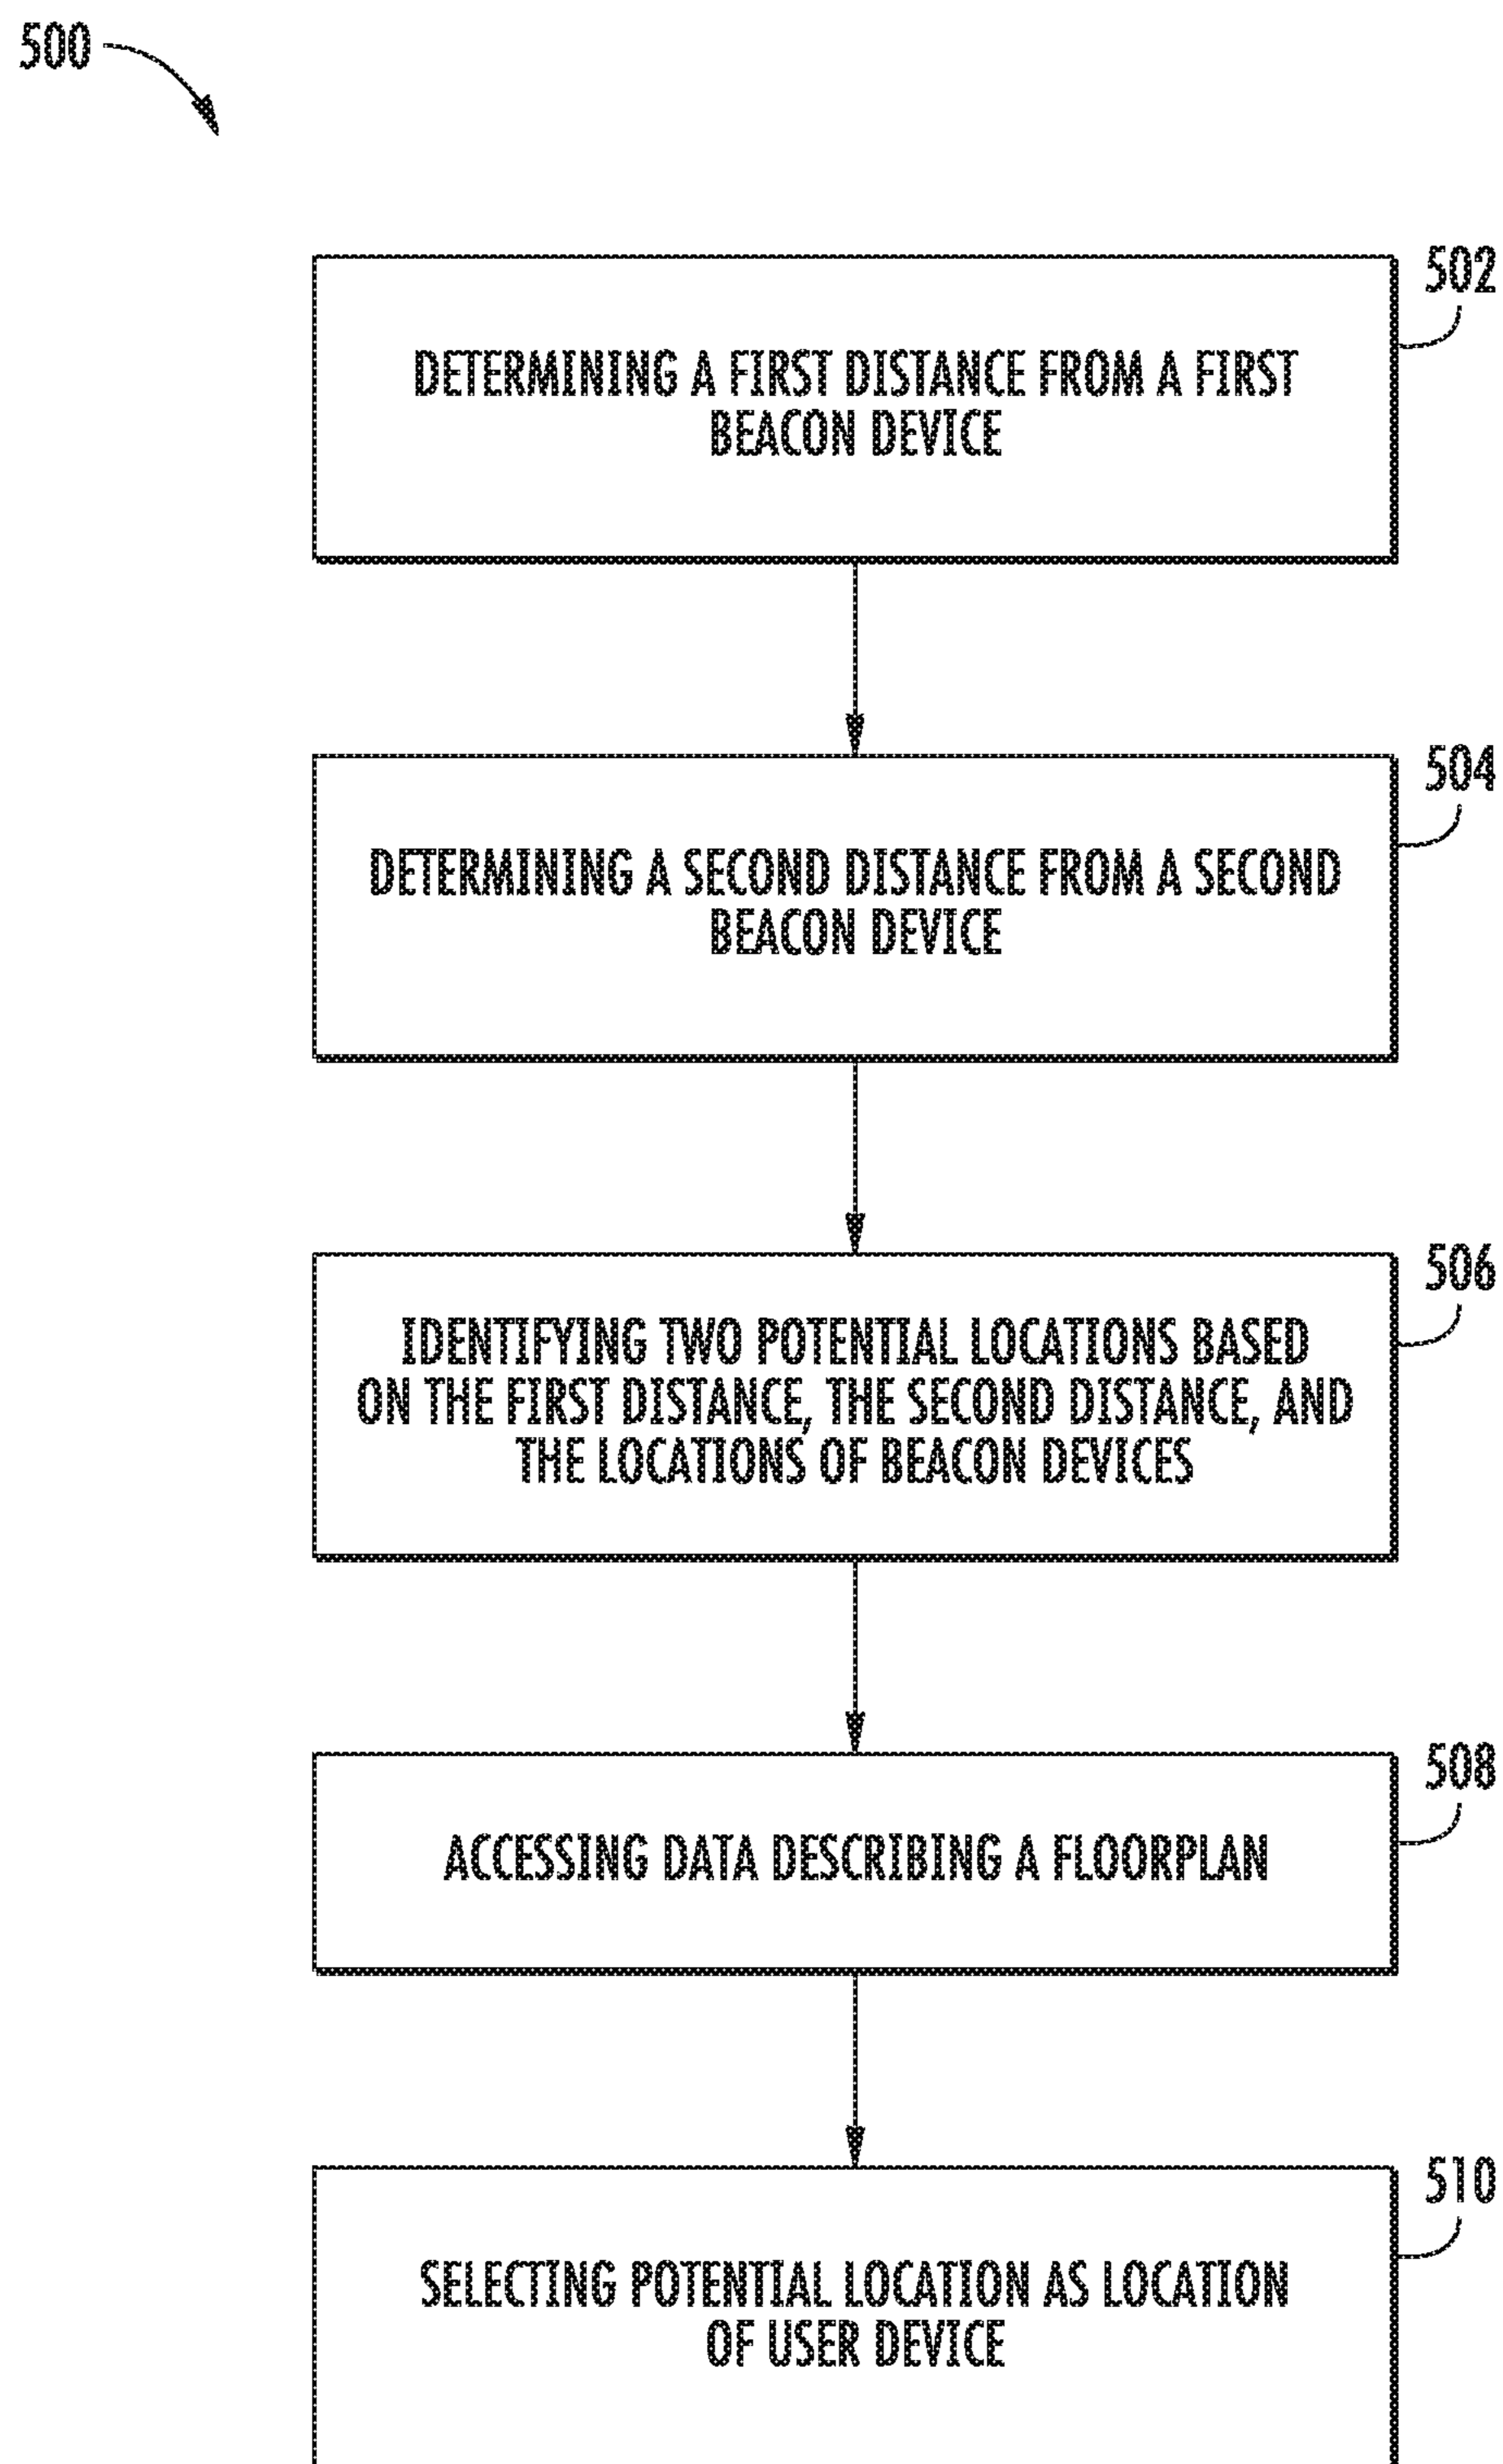 500
502
DETERMINING A FIRST DISTANCE FROM A FIRST
BEACON DEVICE
504
DETERMINING A SECOND DISTANCE FROM A SECOND
BEACON DEVICE
506
IDENTIFYING TWO POTENTIAL LOCATIONS BASED
ON THE FIRST DISTANCE, THE SECOND DISTANCE, AND
THE LOCATIONS OF BEACON DEVICES
508
ACCESSING DATA DESCRIBING A FLOORPLAN
510
SELECTING POTENTIAL LOCATION AS LOCATION
OF USER DEVICE